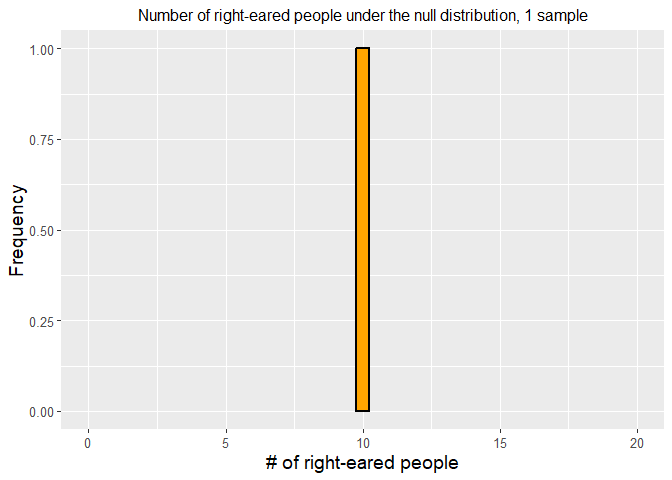 Number of right-eared people under the null distribution, 1 sample
1.00
0.75
0.50
0.25
0.00
Frequency
0 5 10 15 20
# of right-eared people